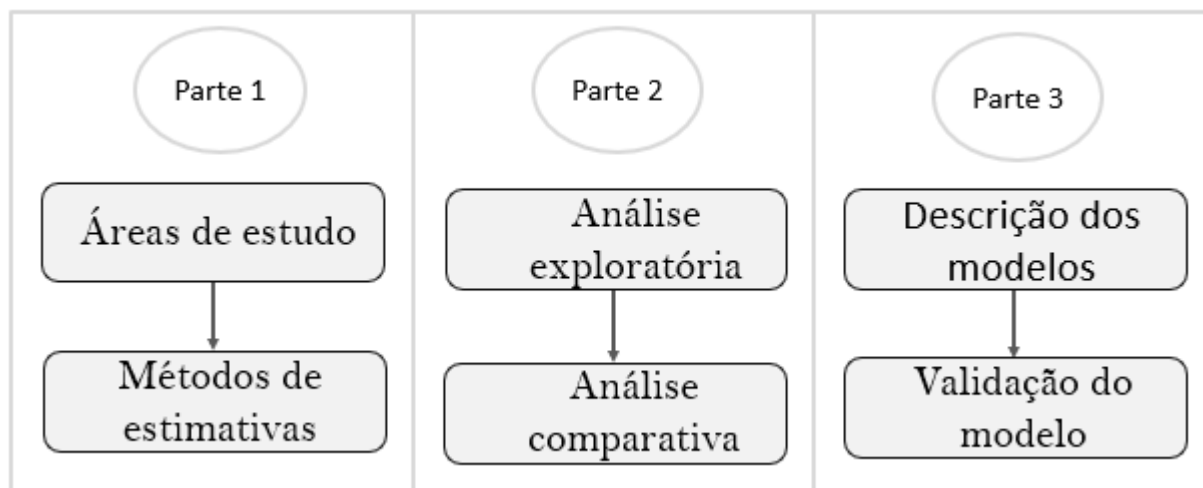 Parte 1
Áreas de estudo
Métodos de
estimativas
Parte 2
Análise
exploratória
Análise
comparativa
Parte 3
Descrição dos
modelos
Validação do
modelo